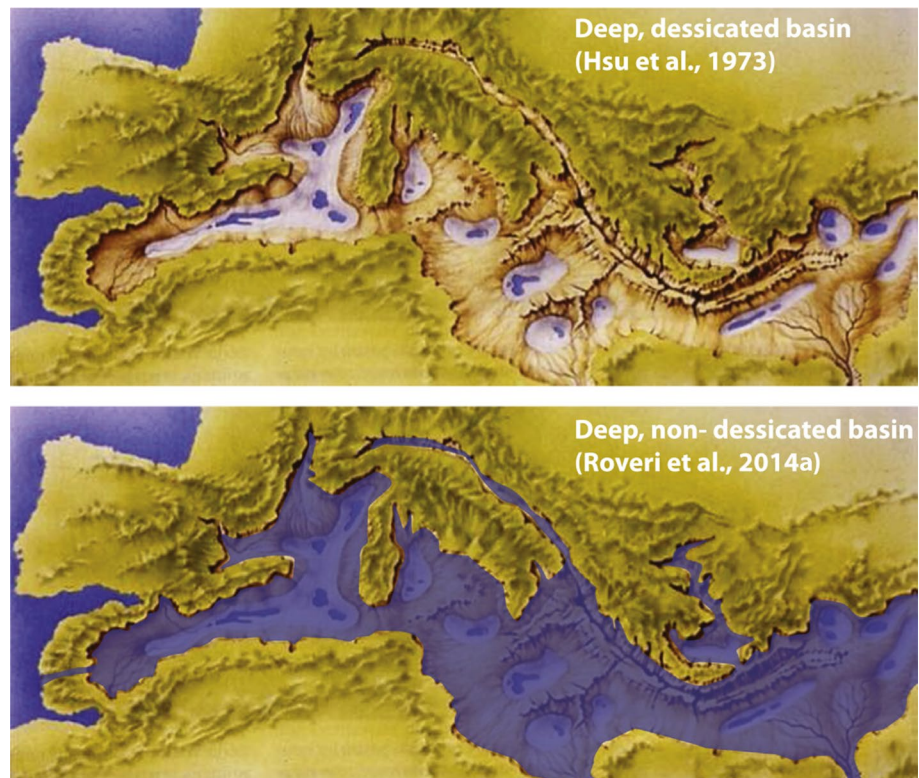 Deep, dessicated basin
(Hsu et al., 1973)
Deep, non- dessicated basin
(Roveri et al., 2014a)